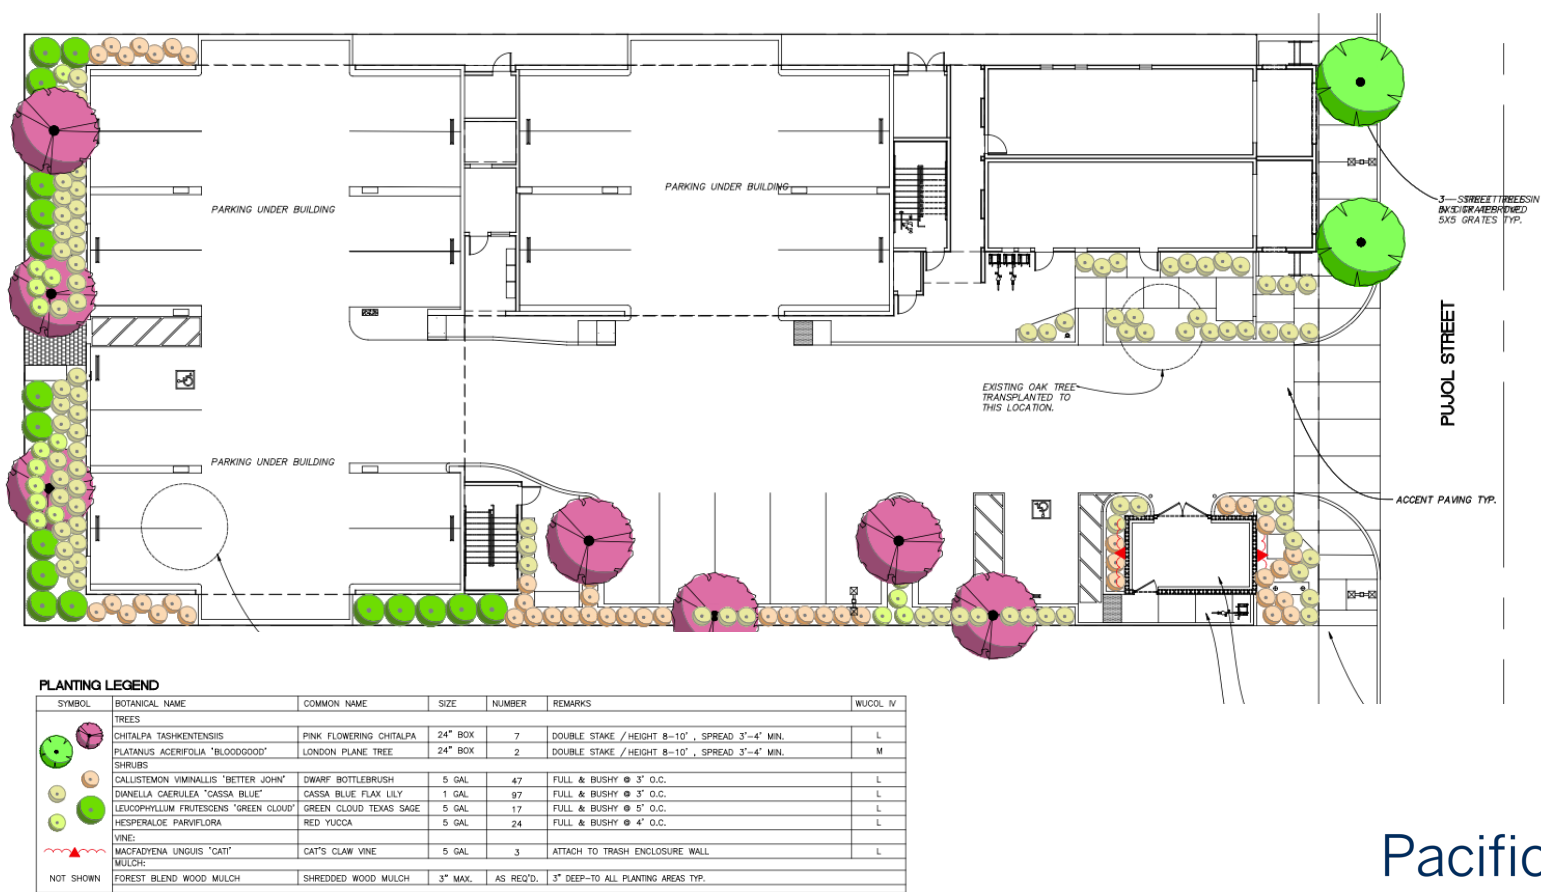 PARKING UNDER BUILDING
PARKING UNDER BUILDING
5X5 GRATES TYP.
PUJOL STREET
EXISTING OAK TREE
TRANSPLANTED TO
THIS LOCATION.
PARKING UNDER BUILDING
ACCENT PAVING TYP.
PLANTING LEGEND
SYMBOL BOTANICAL NAME COMMON NAME SIZE NUMBER REMARKS WUCOL IV
TREES
CHITALPA TASHKENTENSIIS PINK FLOWERING CHITALPA 24" BOX 7 DOUBLE STAKE / HEIGHT 8-10' , SPREAD 3'-4' MIN. L
PLATANUS ACERIFOLIA 'BLOODGOOD' LONDON PLANE TREE 24" BOX 2 DOUBLE STAKE / HEIGHT 8-10' , SPREAD 3'-4' MIN. M
SHRUBS
CALLISTEMON VIMINALLIS 'BETTER JOHN' DWARF BOTTLEBRUSH 5 GAL 47 FULL & BUSHY @ 3' O.C. L
DIANELLA CAERULEA 'CASSA BLUE' CASSA BLUE FLAX LILY 1 GAL 97 FULL & BUSHY @ 3' O.C. L
LEUCOPHYLLUM FRUTESCENS 'GREEN CLOUD' GREEN CLOUD TEXAS SAGE 5 GAL 17 FULL & BUSHY @ 5' O.C. L
HESPERALOE PARVIFLORA RED YUCCA 5 GAL 24 FULL & BUSHY @ 4' O.C. L
VINE:
MACFADYENA UNGUIS 'CATI' CAT'S CLAW VINE 5 GAL 3 ATTACH TO TRASH ENCLOSURE WALL L
MULCH:
NOT SHOWN FOREST BLEND WOOD MULCH SHREDDED WOOD MULCH 3" MAX. AS REQ'D. 3" DEEP-TO ALL PLANTING AREAS TYP.
Pacific